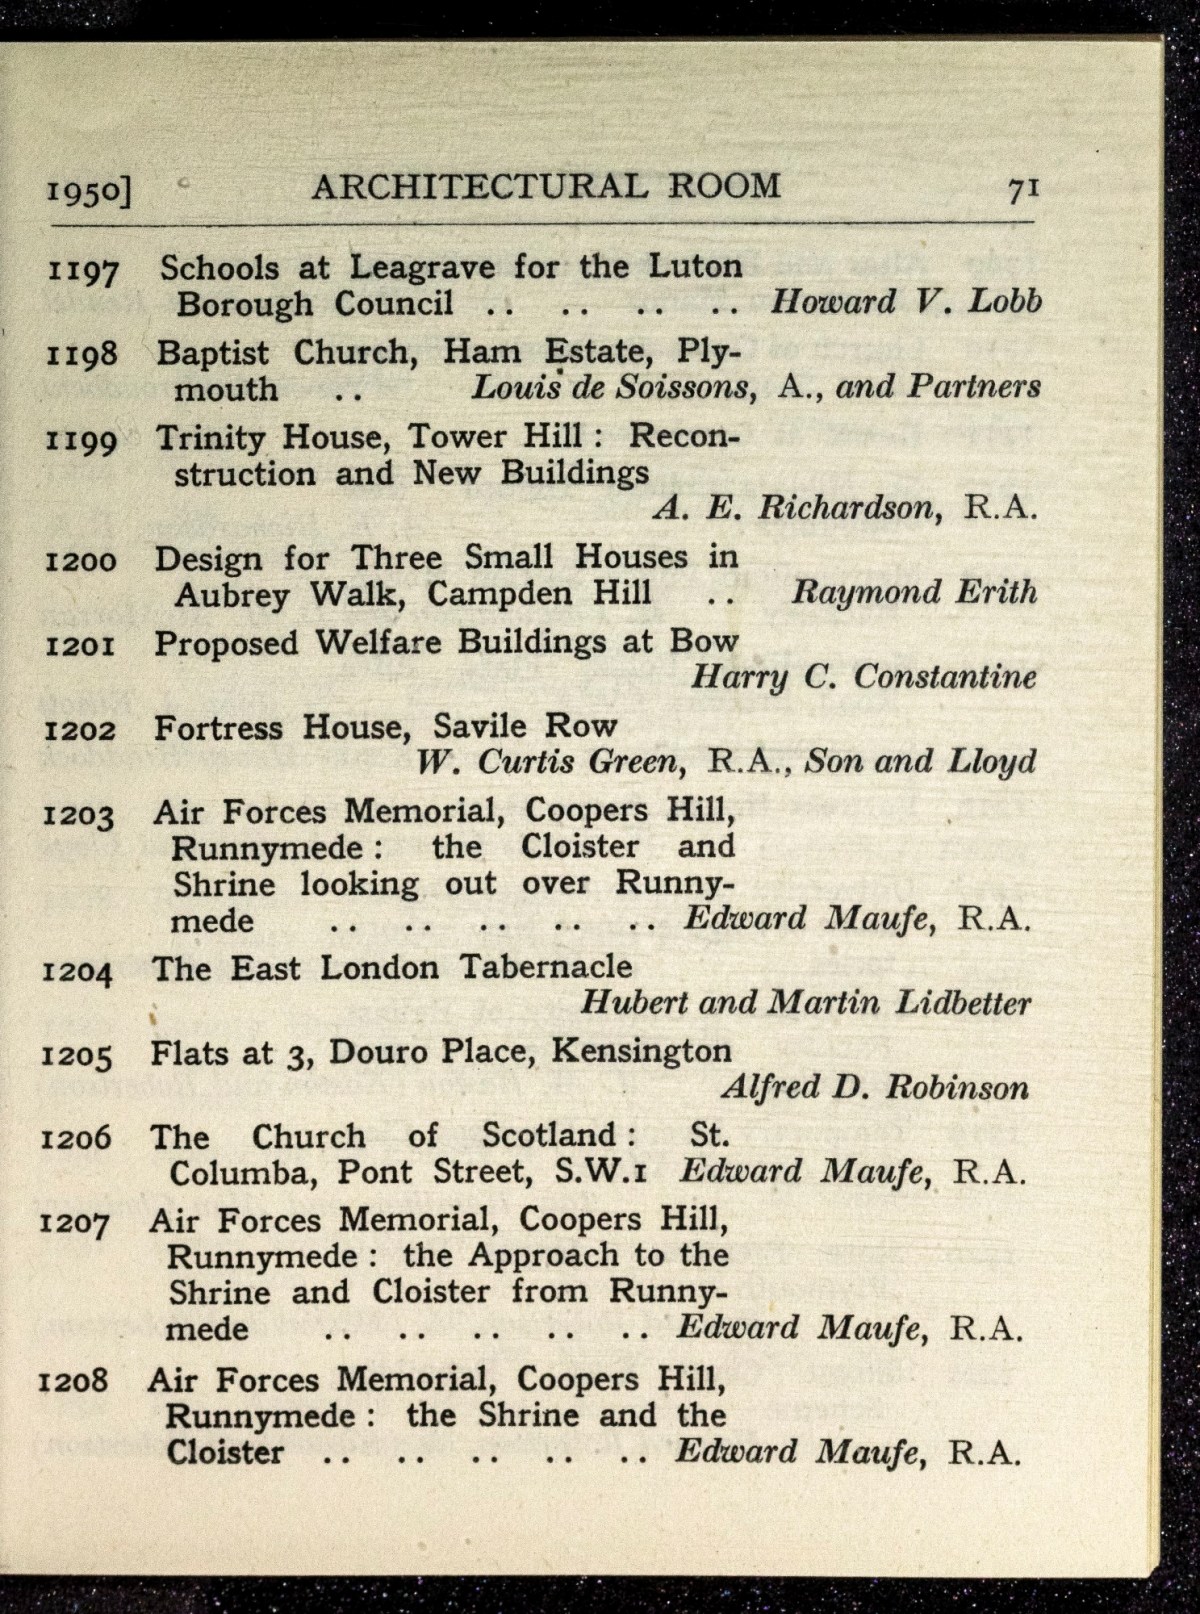 1950] ARCHITECTURAL ROOM 71
1197 Schools at Leagrave for the Luton
Borough Council .. .. .. .. Howard V. Lobb
1198 Baptist Church, Ham Estate, Ply-
mouth .. Louis de Soissons, A., and Partners
1199 Trinity House, Tower Hill : Recon-
struction and New Buildings
A. E. Richardson, R.A.
1200 Design for Three Small Houses in
Aubrey Walk, Campden Hill .. Raymond Erith
1201 Proposed Welfare Buildings at Bow
Harry C. Constantine
1202 Fortress House, Savile Row
W. Curtis Green, R.A., Son and Lloyd
1203 Air Forces Memorial, Coopers Hill,
Runnymede : the Cloister and
Shrine looking out over Runny-
mede .. .. .. .. .. Edward Maufe, R.A.
1204 The East London Tabernacle
Hubert and Martin Lidbetter
1205 Flats at 3, Douro Place, Kensington
Alfred D. Robinson
1206 The Church of Scotland : St.
Columba, Pont Street, S.W.1 Edward Maufe, R.A.
1207 Air Forces Memorial, Coopers Hill,
Runnymede : the Approach to the
Shrine and Cloister from Runny-
mede .. .. .. .. .. Edward Maufe, R.A.
1208 Air Forces Memorial, Coopers Hill,
Runnymede : the Shrine and the
Cloister .. .. .. .. .. Edward Maufe, R.A.